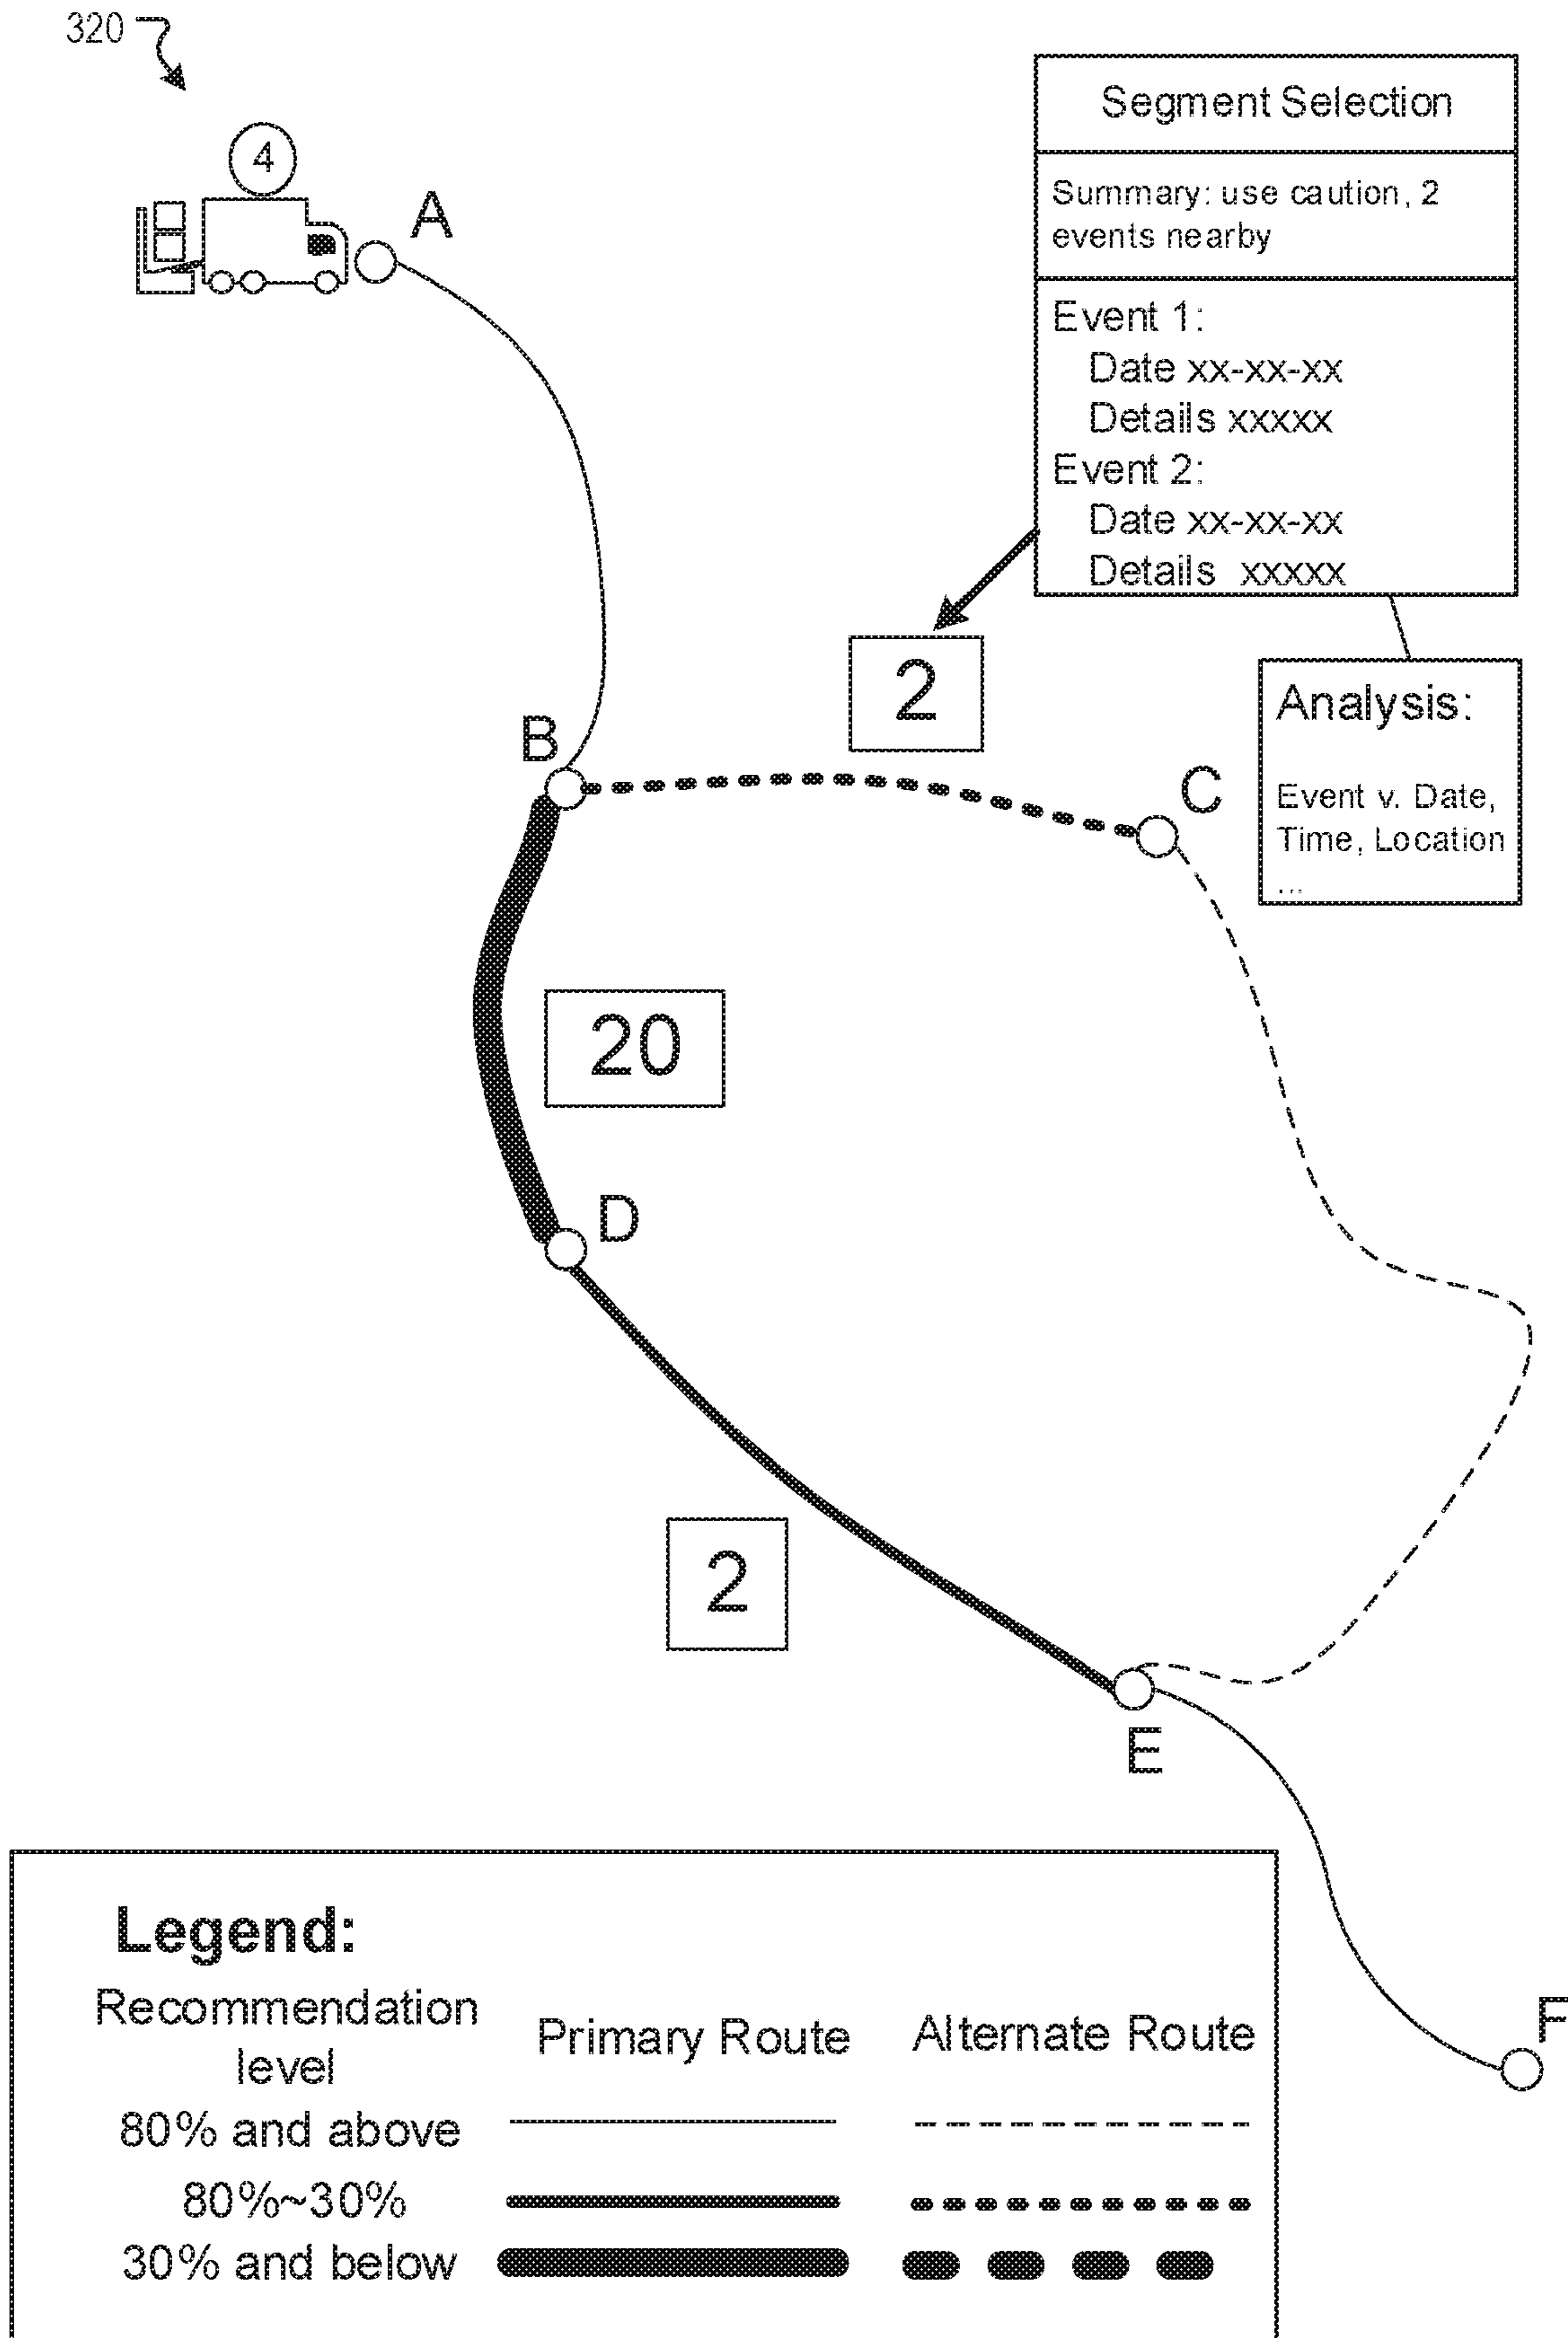 320
4
A
Segment Selection
Summary: use caution, 2
events nearby
Event 1:
Date xx-xx-xx
Details xxxxx
Event 2:
Date xx-xx-xx
Details xxxxx
2
Analysis:
Event v. Date,
Time, Location
...
B
C
20
D
2
E
F
Legend:
Recommendation
level
Primary Route
Alternate Route
80% and above
80%~30%
30% and below